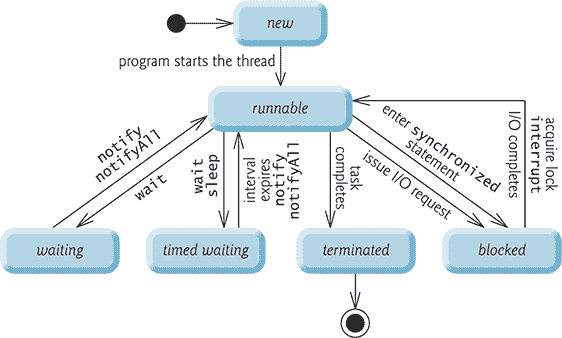 new
program starts the thread
runnable
notify
notifyAll
wait
wait
sleep
interval
expires
notify
notifyAll
task
completes
enter synchronized
statement
issue I/O request
I/O completes
interrupt
acquire lock
waiting
timed waiting
terminated
blocked